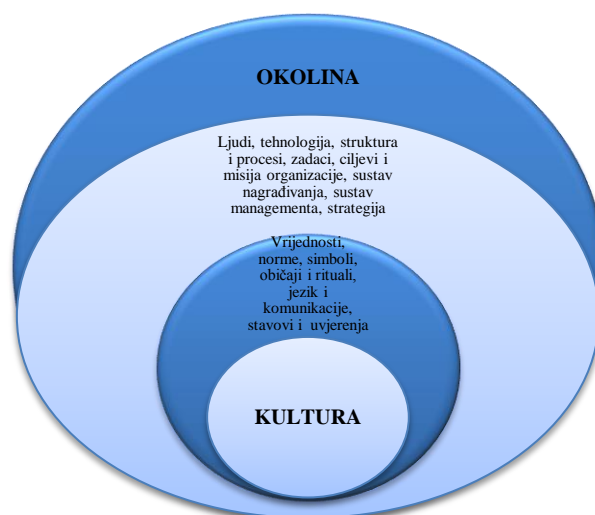 OKOLINA
Ljudi, tehnologija, struktura
i procesi, zadaci, ciljevi i
misija organizacije, sustav
nagrađivanja, sustav
managementa, strategija
Vrijednosti,
norme, simboli,
običaji i rituali,
jezik i
komunikacije,
stavovi i uvjerenja
KULTURA